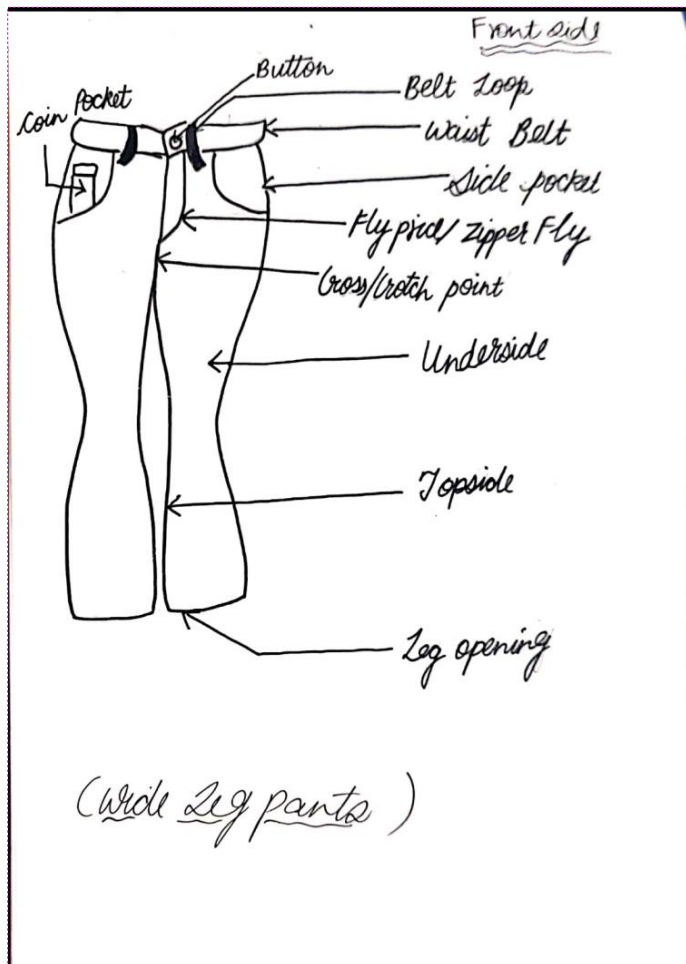 Front side
Button
Belt Loop
Coin Pocket
Waist Belt
Side pocket
Fly piece/ Zipper Fly
Cross/Crotch point
Underside
Topside
Leg opening
(wide Leg pants)